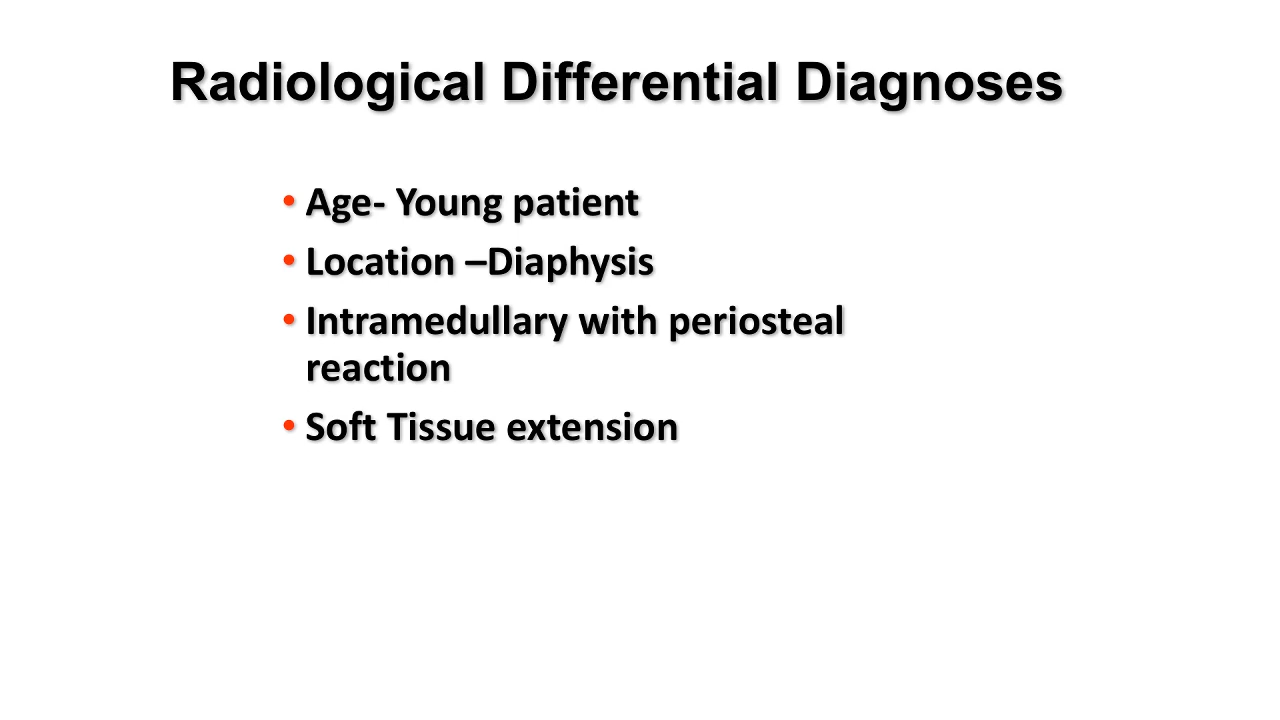 Radiological Differential Diagnoses
• Age- Young patient
• Location –Diaphysis
• Intramedullary with periosteal
reaction
• Soft Tissue extension